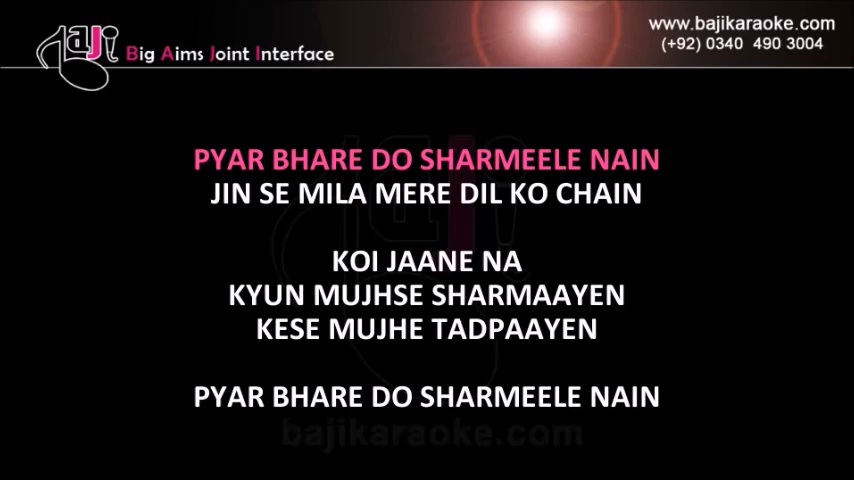 Baji
Big Aims Joint Interface
www.bajikaraoke.com
(+92) 0340 490 3004
PYAR BHARE DO SHARMEELE NAIN
JIN SE MILA MERE DIL KO CHAIN
KOI JAANE NA
KYUN MUJHSE SHARMAAYEN
KESE MUJHE TADPAAYEN
PYAR BHARE DO SHARMEELE NAIN
bajikaraoke.com